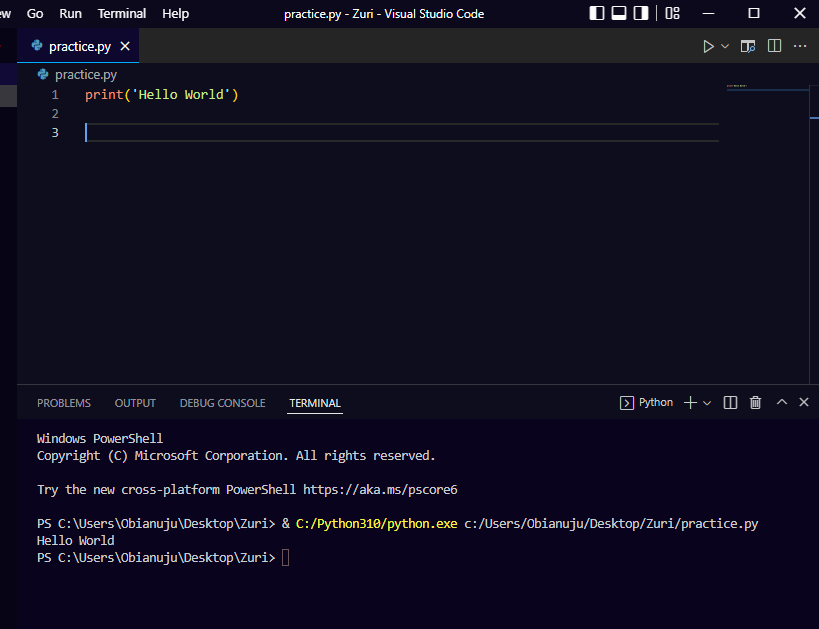 Go Run Terminal Help practice.py - Zuri - Visual Studio Code
practice.py
practice.py
1 print('Hello World')
2
3
PROBLEMS OUTPUT DEBUG CONSOLE TERMINAL Python
Windows PowerShell
Copyright (C) Microsoft Corporation. All rights reserved.
Try the new cross-platform PowerShell https://aka.ms/pscore6
PS C:\Users\Obianuju\Desktop\Zuri> & C:/Python310/python.exe c:/Users/Obianuju/Desktop/Zuri/practice.py
Hello World
PS C:\Users\Obianuju\Desktop\Zuri>